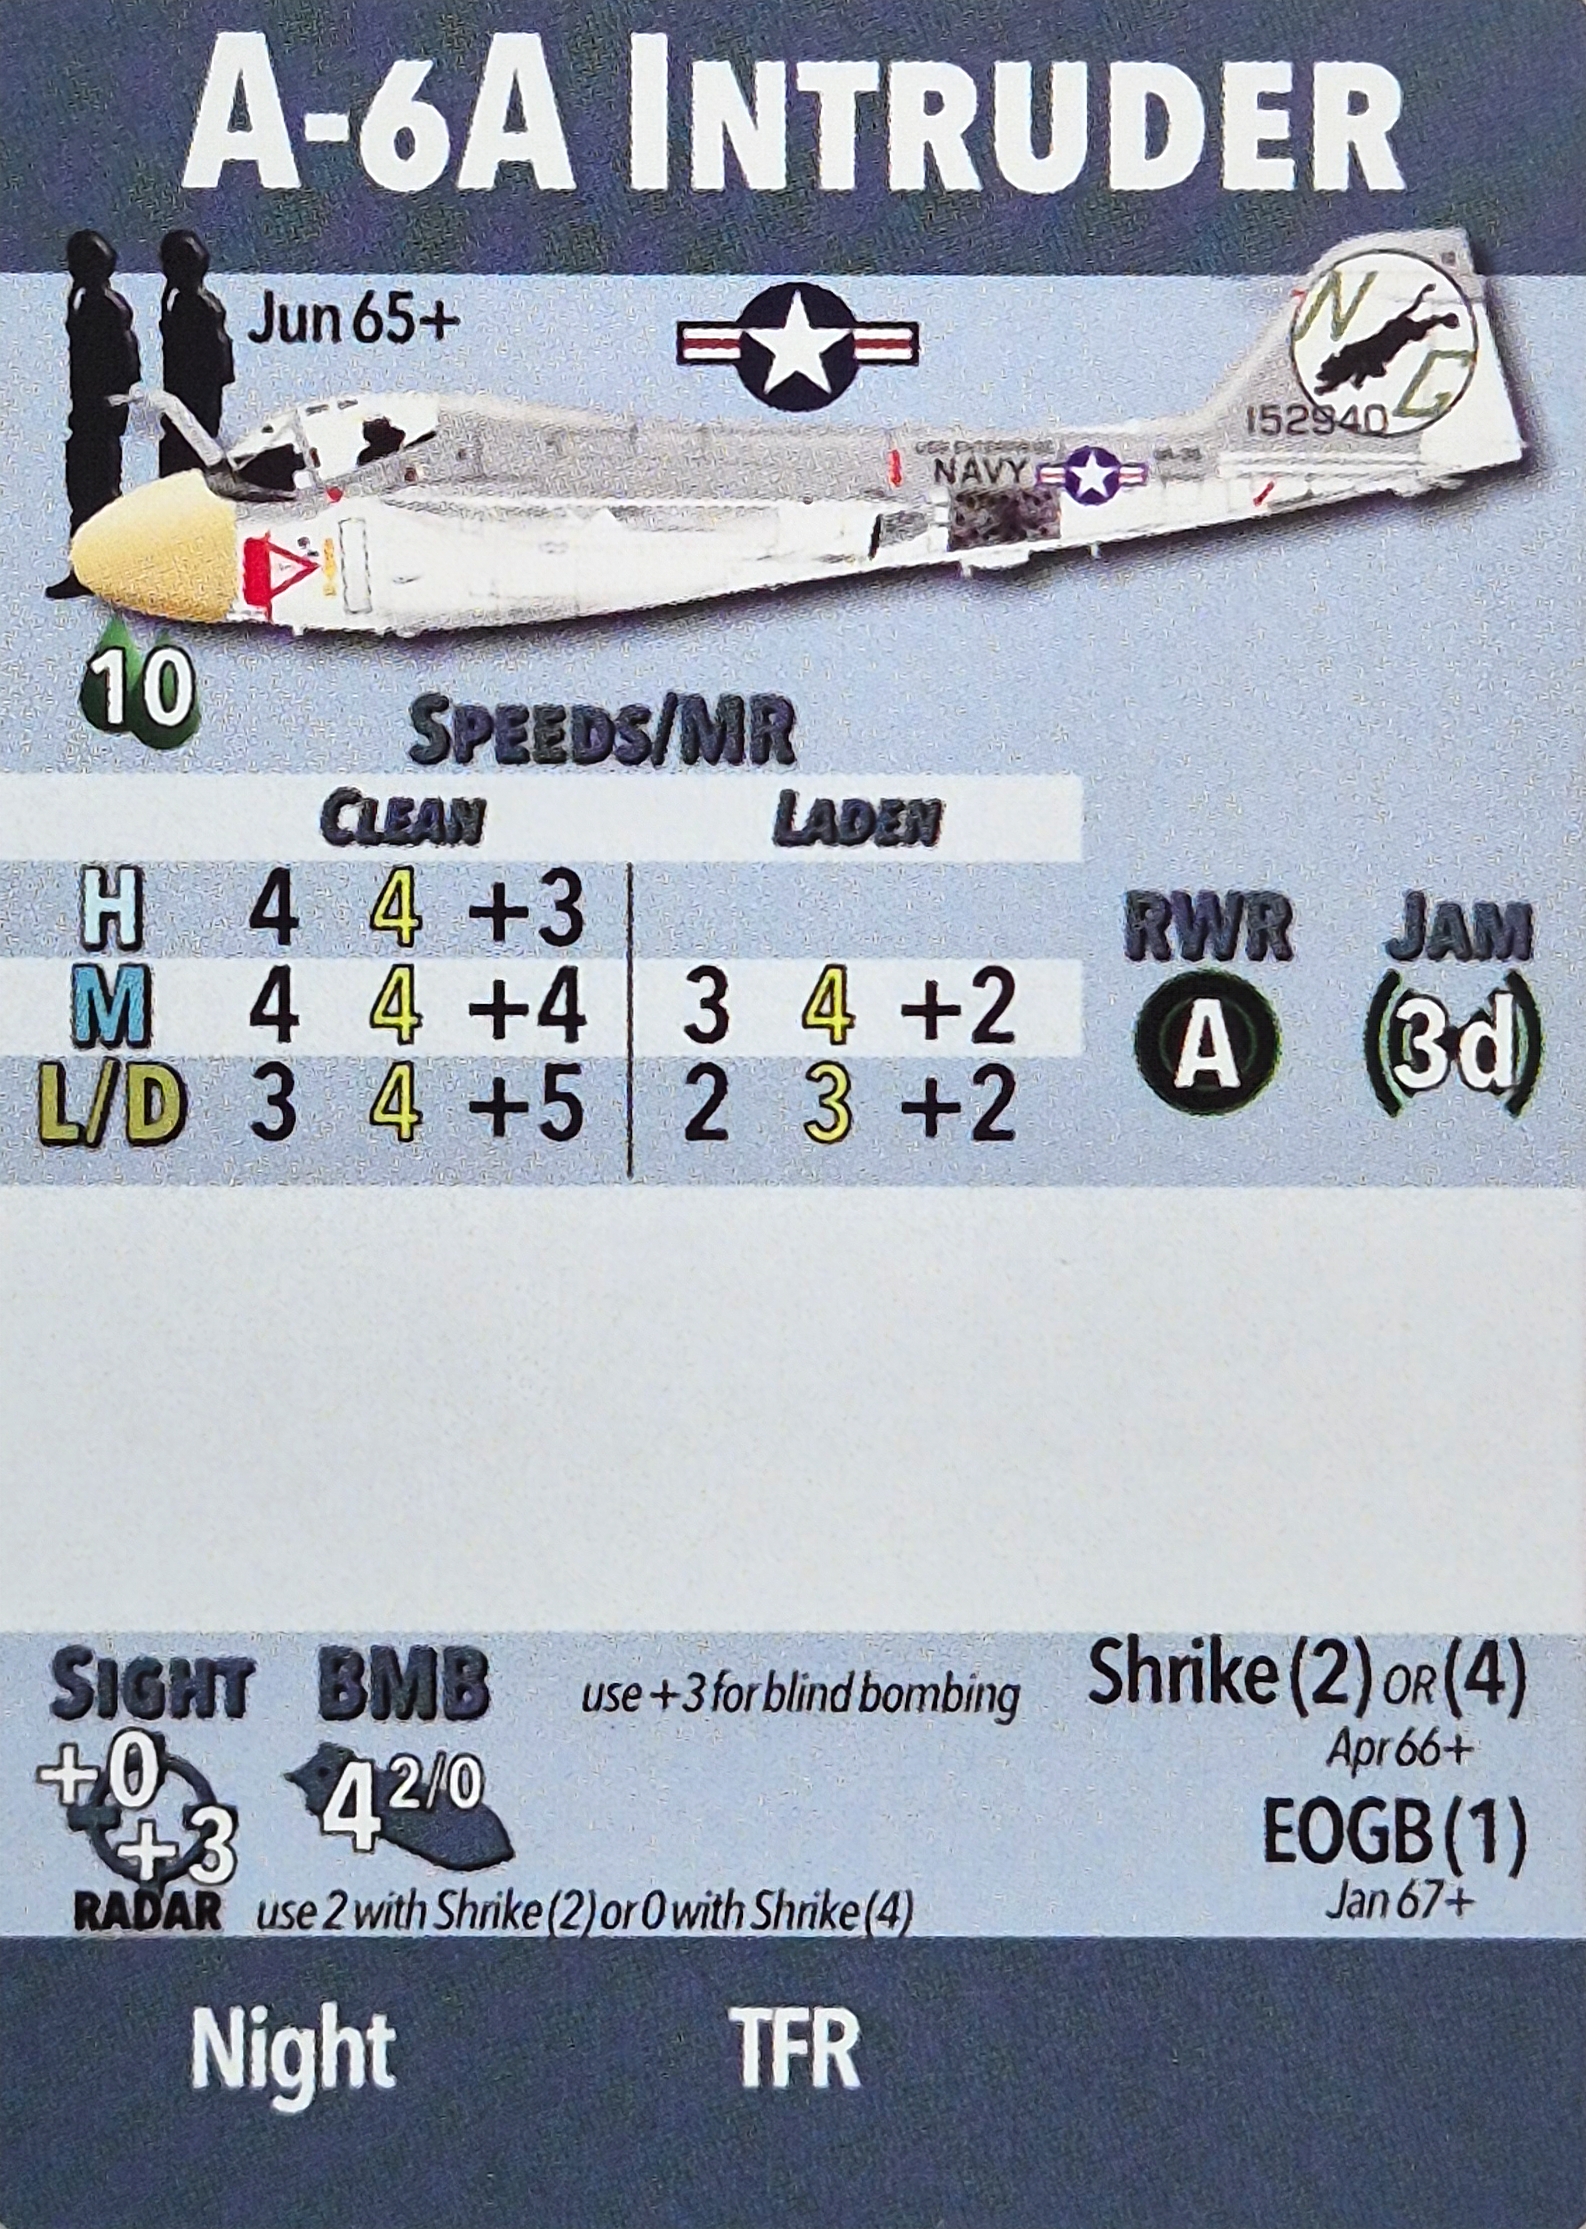 A-6A INTRUDER
Jun 65+
N
G
152940
NAVY
10
SPEEDS/MR
CLEAN LADEN
H 4 4 +3
M 4 4 +4 3 4 +2
L/D 3 4 +5 2 3 +2
RWR JAM
A (3d)
SIGHT BMB use +3 for blind bombing Shrike (2) OR (4)
Apr 66+
+0 4 2/0
+3
EOGB (1)
RADAR use 2 with Shrike (2) or 0 with Shrike (4) Jan 67+
Night TFR